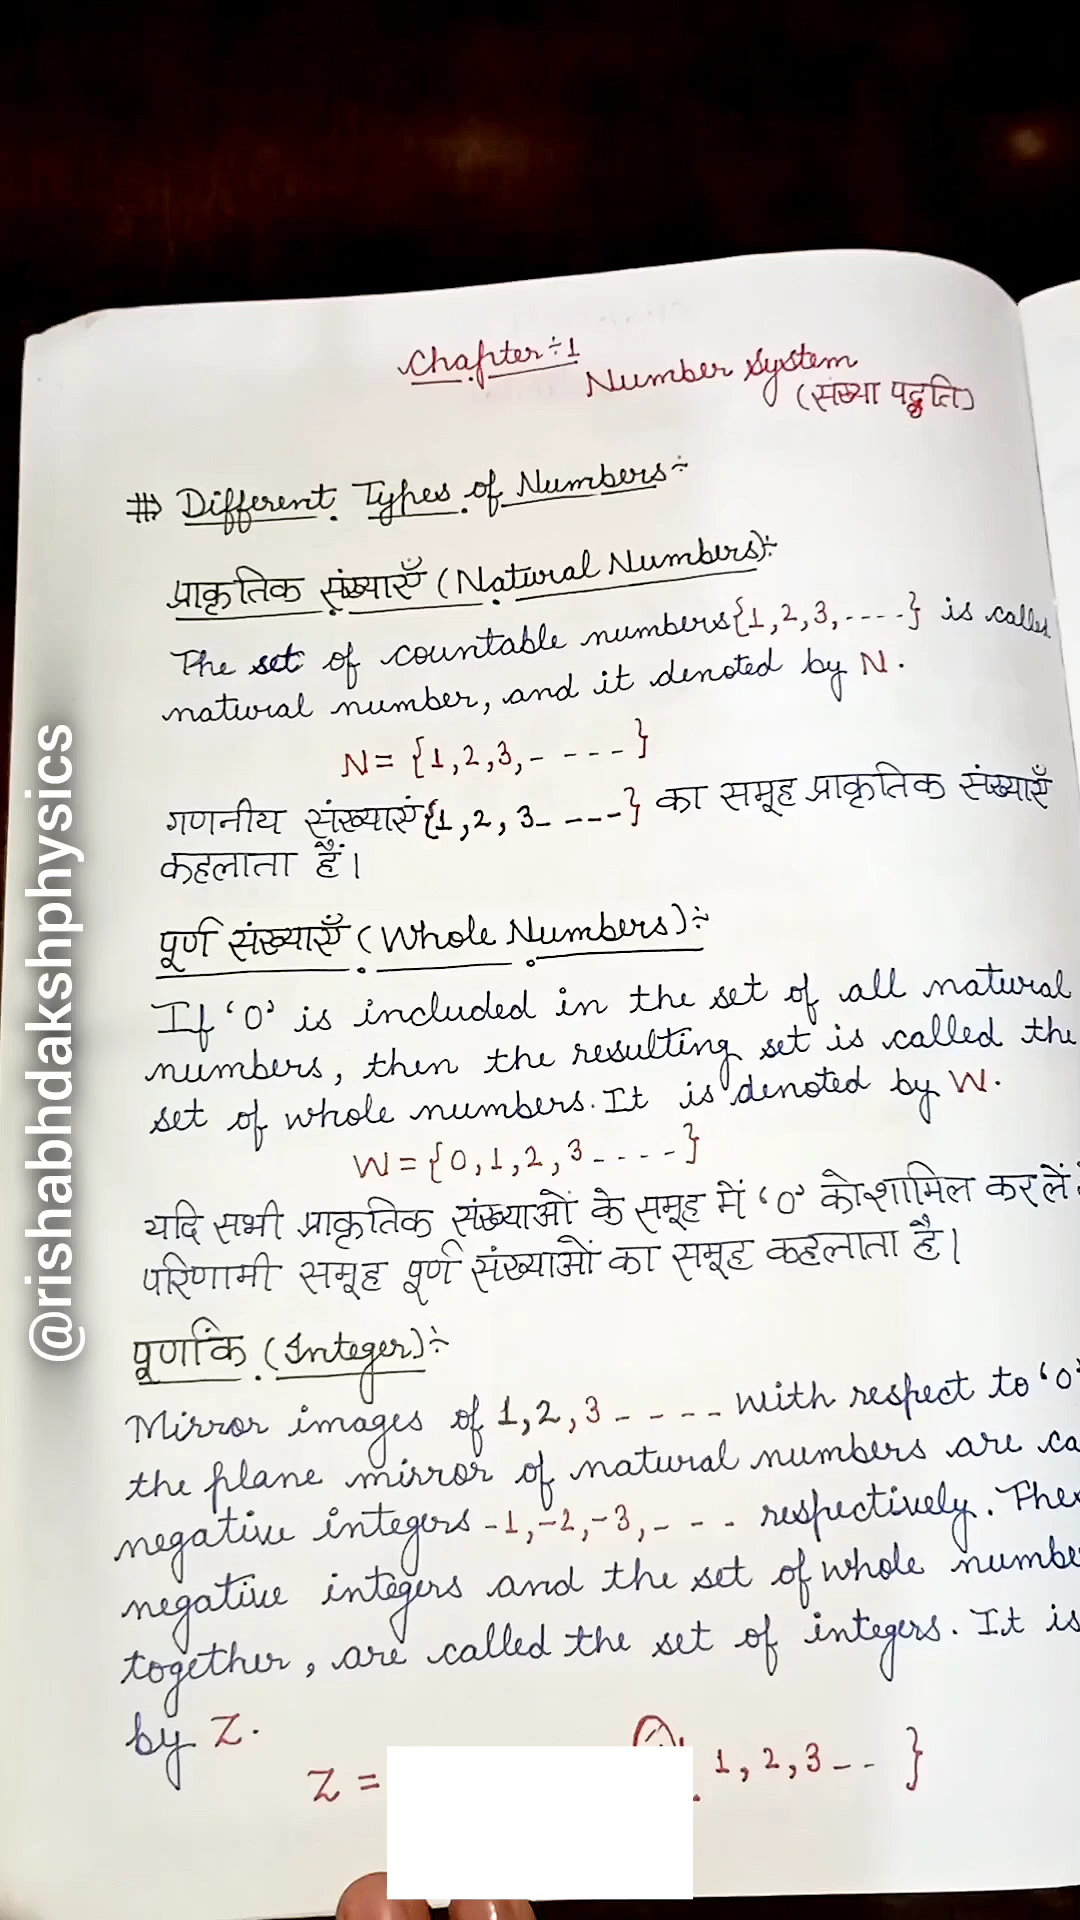 Chapter÷1
Number System
(संख्या पद्धति)
#⇒ Different Types of Numbers÷
प्राकृतिक संख्याएँ (Natural Numbers)÷
The set of countable numbers{1,2,3,----} is called
natural number, and it denoted by N.
N= {1,2,3,- ----}
गणनीय संख्याएं{1,2,3- ---} का समूह प्राकृतिक संख्याएँ
कहलाता हैं।
पूर्ण संख्याएँ (Whole Numbers)÷
If '0' is included in the set of all natural
numbers, then the resulting set is called the
set of whole numbers. It is denoted by W.
W={0,1,2,3----}
यदि सभी प्राकृतिक संख्याओं के समूह में '0' को शामिल कर लें
परिणामी समूह पूर्ण संख्याओं का समूह कहलाता है।
पूर्णांक (Integer)÷
Mirror images of 1,2,3---- with respect to '0'
the plane mirror of natural numbers are
negative integers -1,-2,-3,--- respectively.
negative integers and the set of whole
together, are called the set of integers. It is
by Z.
Z = 1,2,3-- }
@rishabhdakshphysics